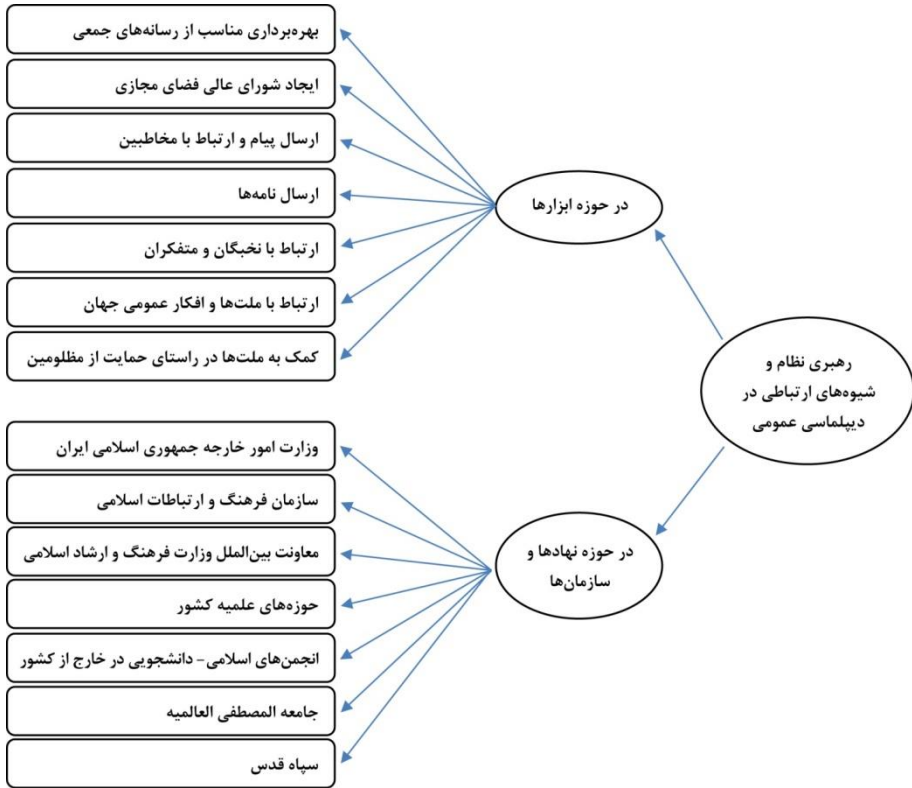 رهبری نظام و
شیوه‌های ارتباطی در
دیپلماسی عمومی
در حوزه ابزارها
بهره‌برداری مناسب از رسانه‌های جمعی
ایجاد شورای عالی فضای مجازی
ارسال پیام و ارتباط با مخاطبین
ارسال نامه‌ها
ارتباط با نخبگان و متفکران
ارتباط با ملت‌ها و افکار عمومی جهان
کمک به ملت‌ها در راستای حمایت از مظلومین
در حوزه نهادها و
سازمان‌ها
وزارت امور خارجه جمهوری اسلامی ایران
سازمان فرهنگ و ارتباطات اسلامی
معاونت بین‌الملل وزارت فرهنگ و ارشاد اسلامی
حوزه‌های علمیه کشور
انجمن‌های اسلامی- دانشجویی در خارج از کشور
جامعه المصطفی العالمیه
سپاه قدس